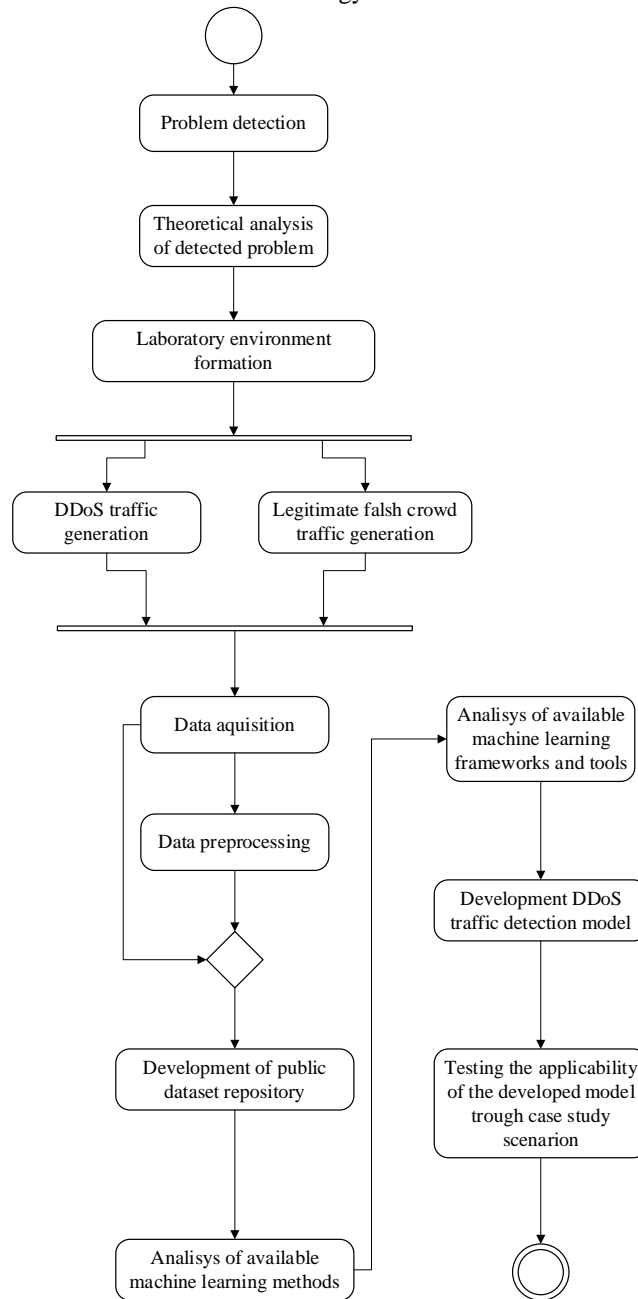 Problem detection
Theoretical analysis
of detected problem
Laboratory environment
formation
DDoS traffic
generation
Legitimate falsh crowd
traffic generation
Data aquisition
Data preprocessing
Development of public
dataset repository
Analisys of available
machine learning methods
Analisys of available
machine learning
frameworks and tools
Development DDoS
traffic detection model
Testing the applicability
of the developed model
trough case study
scenarion